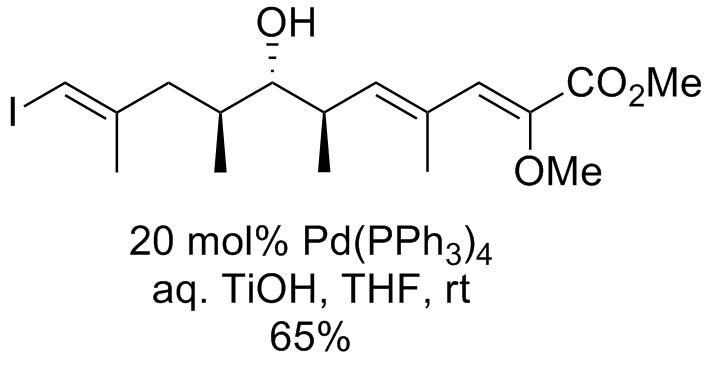 OH
I
CO₂Me
OMe
20 mol% Pd(PPh₃)₄
aq. TiOH, THF, rt
65%